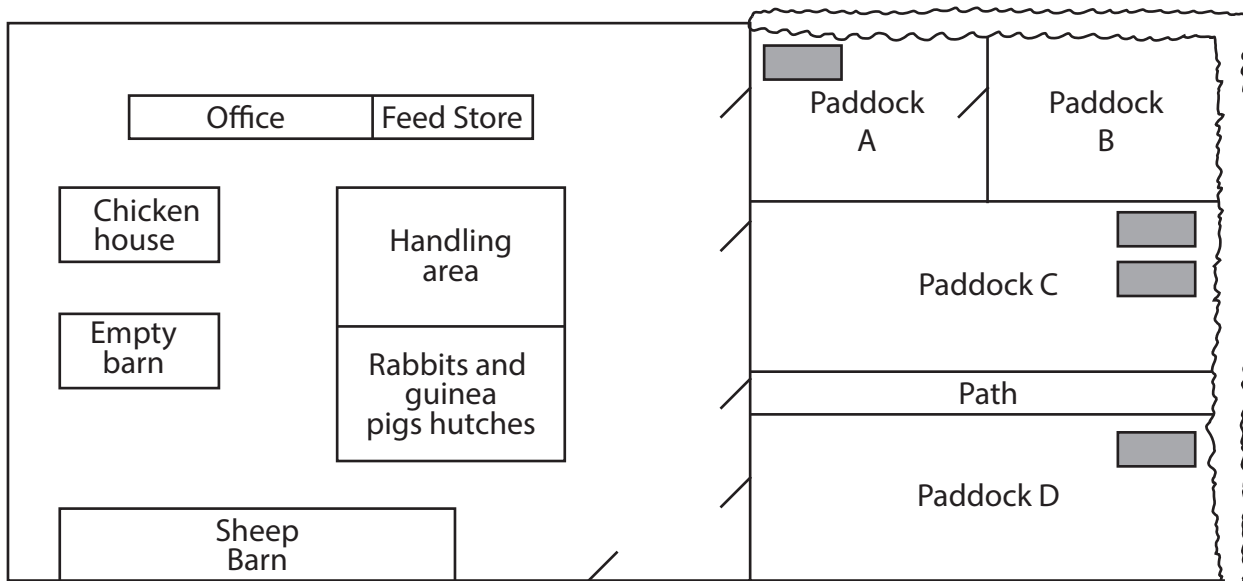 Office
Feed Store
Paddock
A
Paddock
B
Chicken
house
Handling
area
Paddock C
Empty
barn
Rabbits and
guinea
pigs hutches
Path
Paddock D
Sheep
Barn